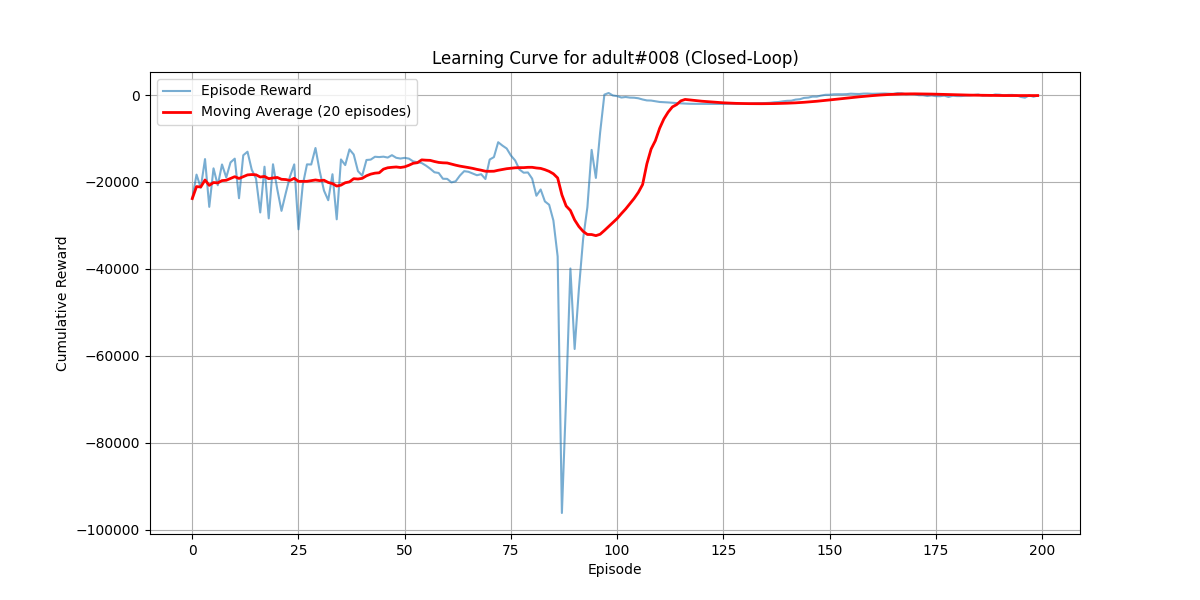 Learning Curve for adult#008 (Closed-Loop)
Episode Reward
Moving Average (20 episodes)
0
−20000
−40000
−60000
−80000
−100000
Cumulative Reward
0 25 50 75 100 125 150 175 200
Episode